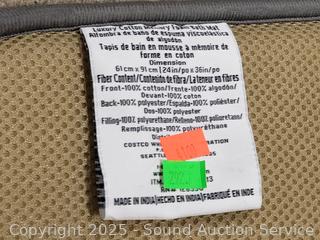 Luxury Cotton Memory Foam Bath Mat
Alfombra de baño de espuma viscoelástica
de algodón
Tapis de bain en mousse à mémoire de
forme en coton
Dimension
61cm x 91 cm [24in/po x 36in/po
Fiber Content/Contenido de fibra/La teneur en fibres
Front-100% cotton/Frente-100% algodón/
Devant-100% coton
Back-100% polyester/Espalda-100% poliéster/
Dos-100% polyester
Filling-100% polyurethane/Relleno-100% poliuretano/
Remplissage-100% polyuréthane
COSTCO
SEATTLE
MADE IN INDIA/HECHO EN INDIA/FABRIQUÉ EN INDE
Copyright 2025 - Sound Auction Service